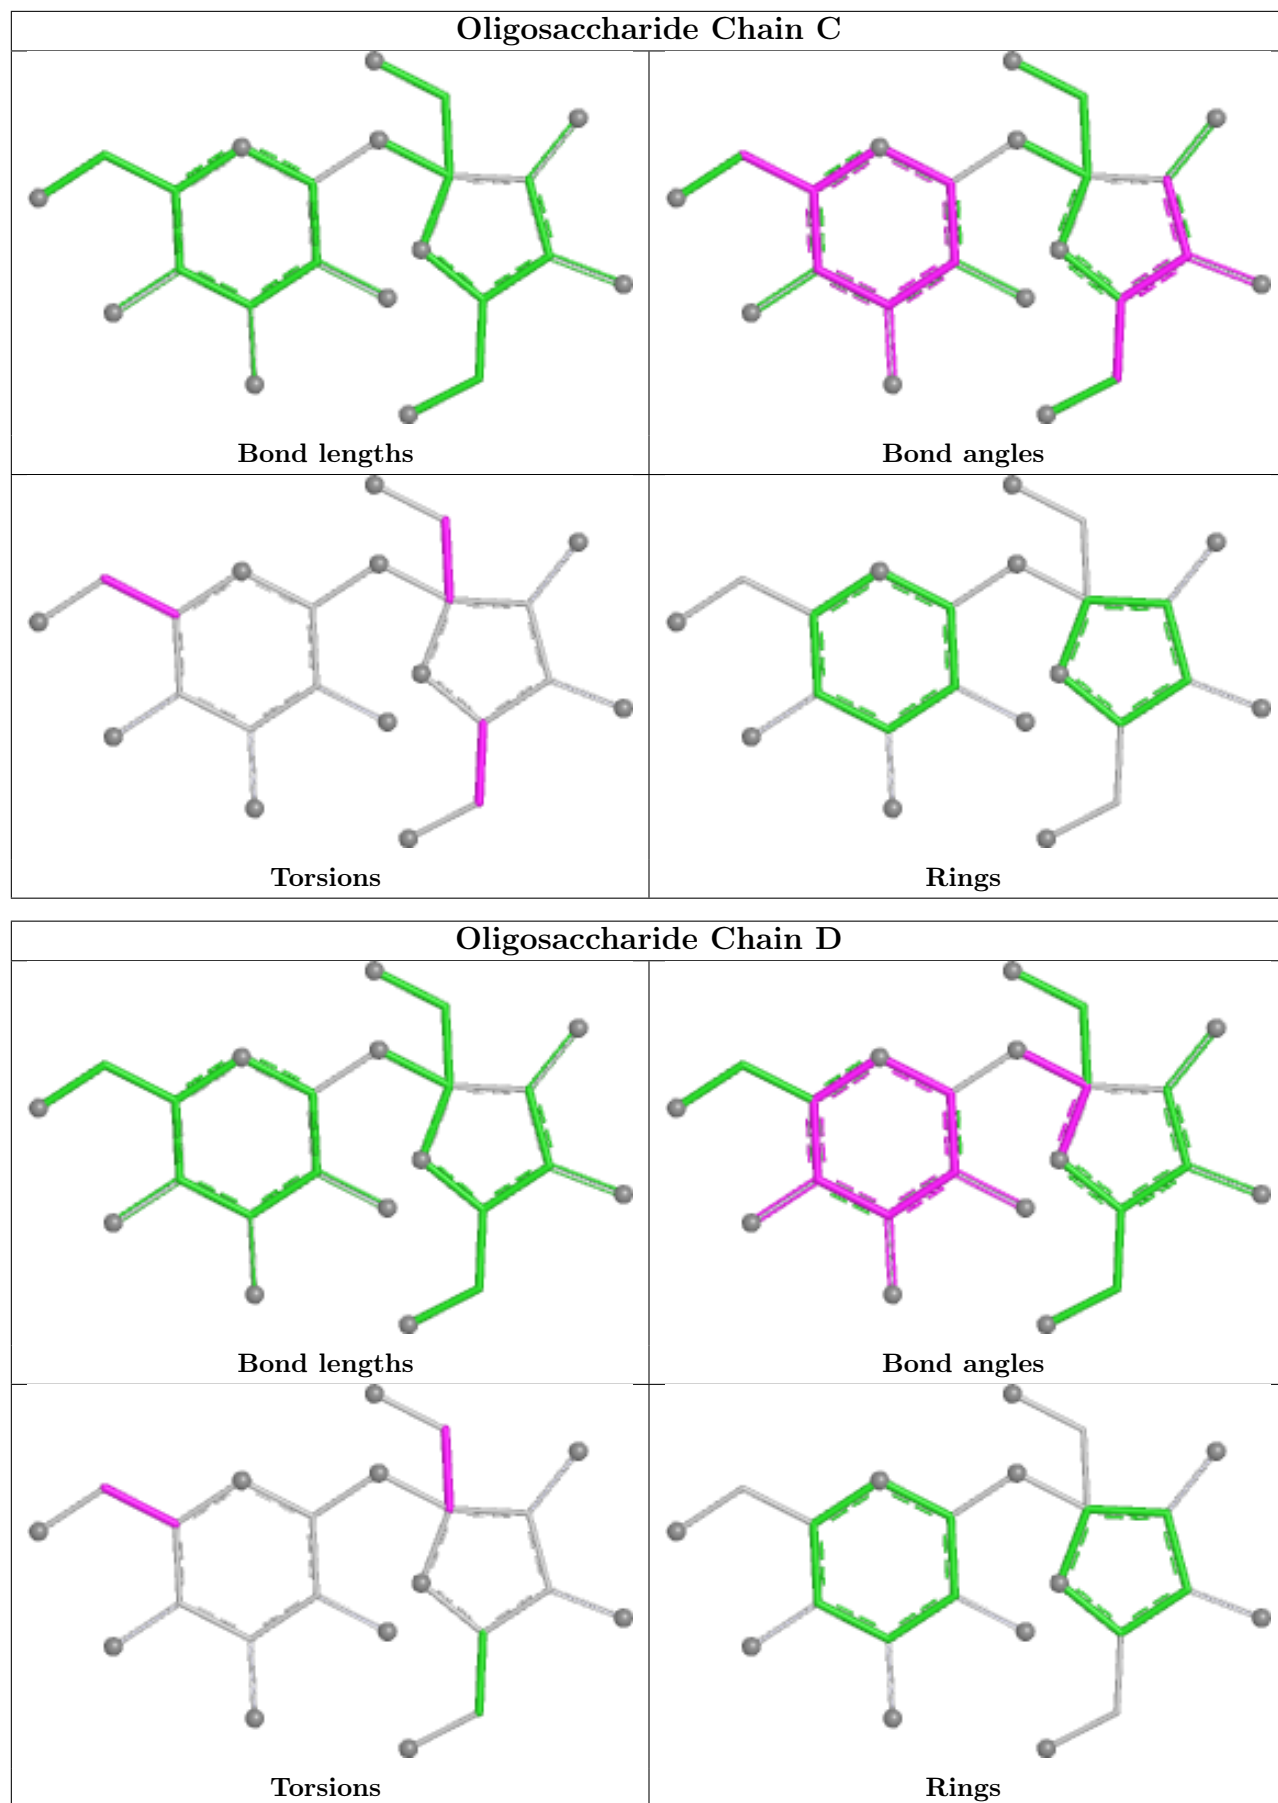 Oligosaccharide Chain C
Bond lengths
Bond angles
Torsions
Rings
Oligosaccharide Chain D
Bond lengths
Bond angles
Torsions
Rings